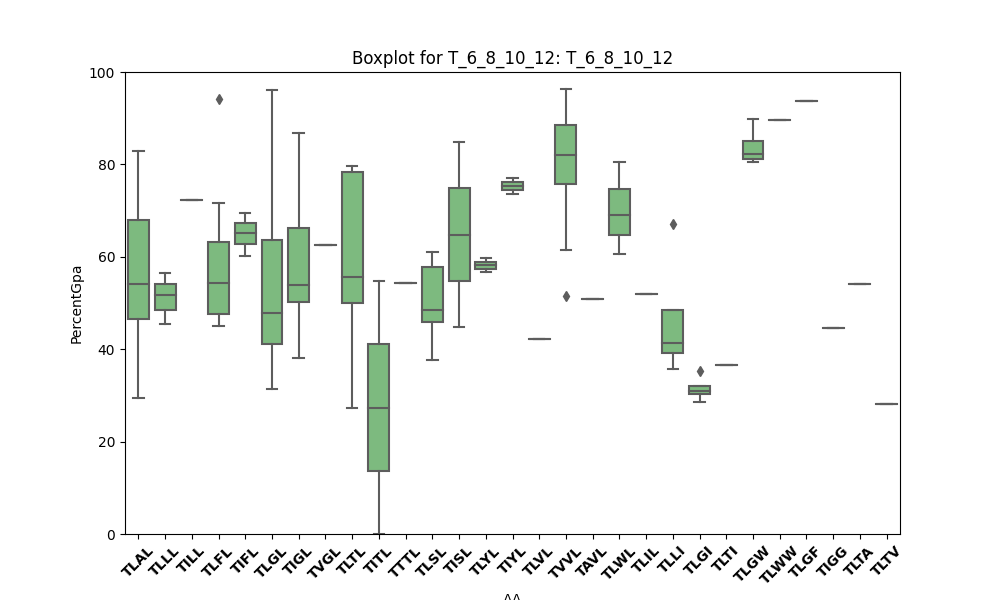 Boxplot for T_6_8_10_12: T_6_8_10_12
100
80
60
40
20
0
PercentGpa
TLAL TLLL TILL TLFL TIFL TLGL TIGL TVGL TLTL TITL TTTL TLSL TISL TLYL TIYL TLVL TVVL TAVL TLWL TLIL TLLI TLGI TLTI TLGW TLWW TLGF TIGG TLTA TLTV
AA